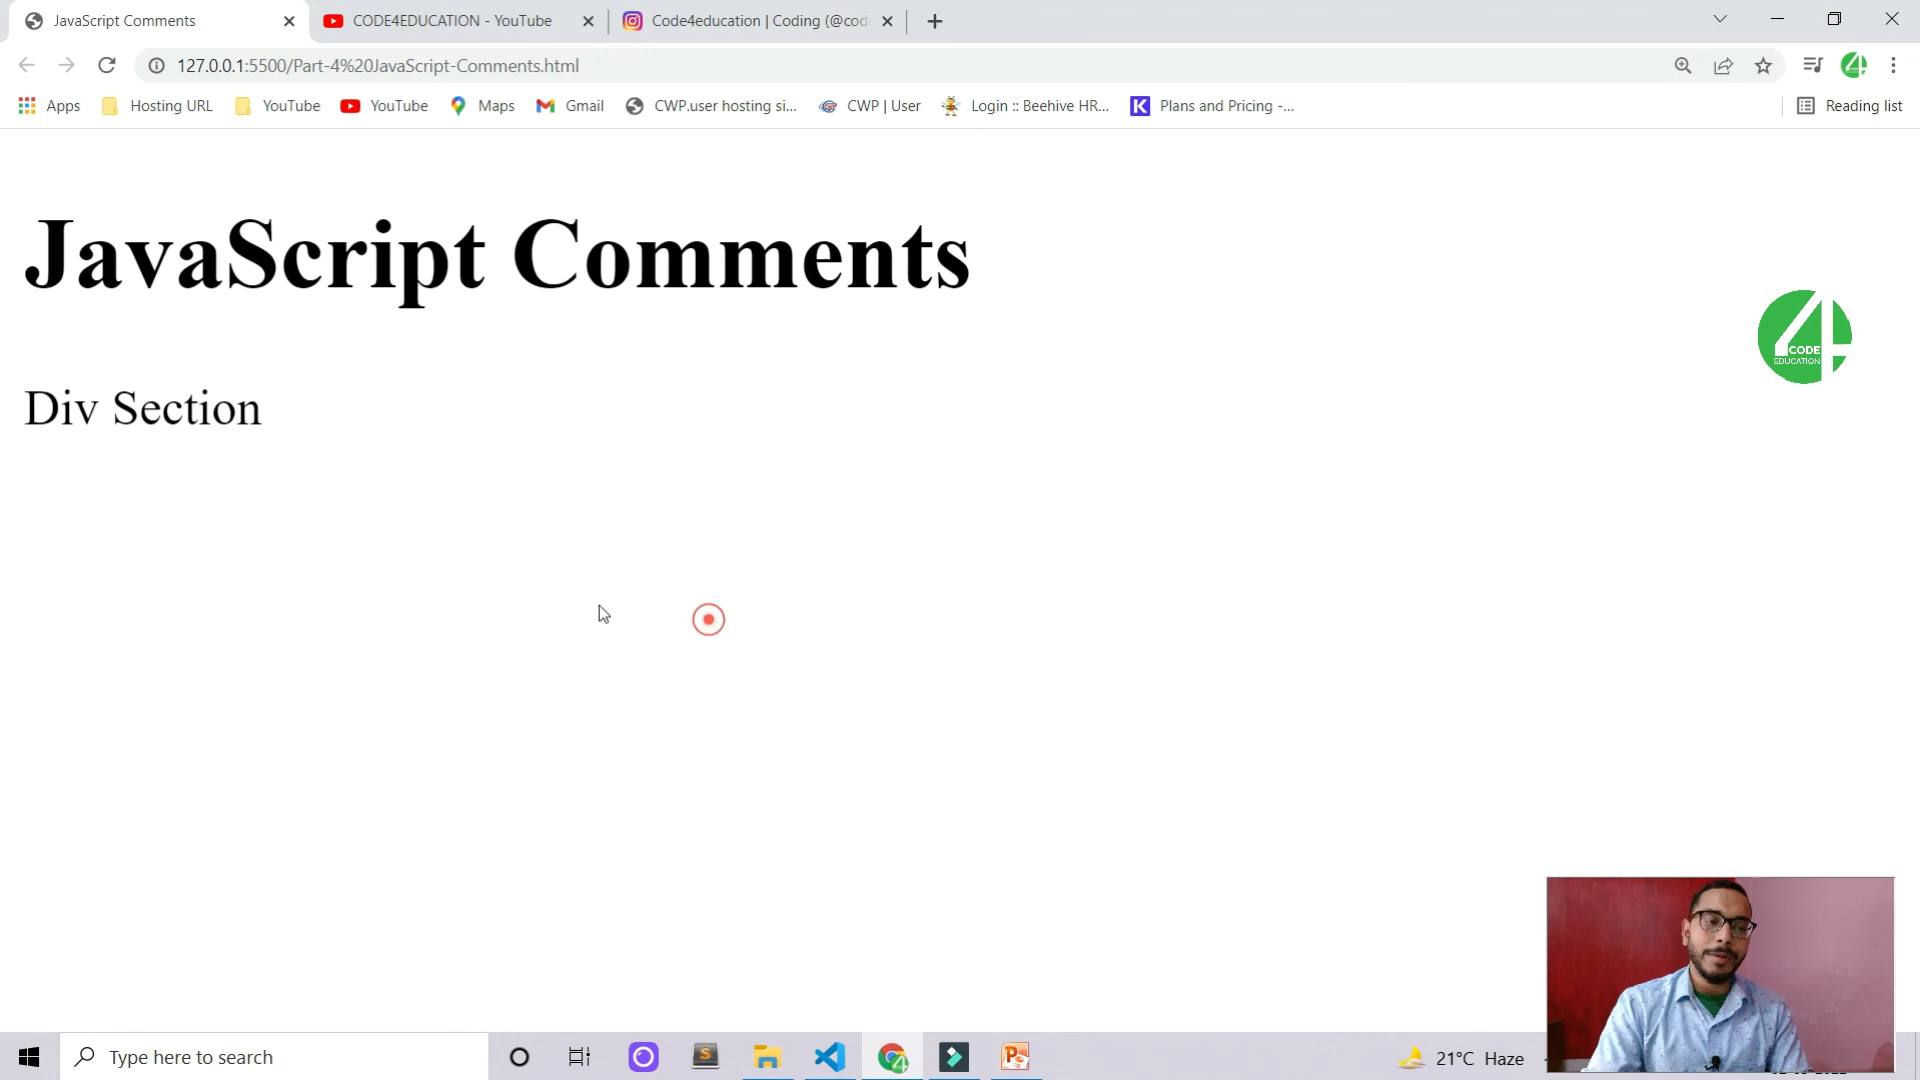 JavaScript Comments
CODE4EDUCATION - YouTube
Code4education | Coding (@cod
127.0.0.1:5500/Part-4%20JavaScript-Comments.html
Apps
Hosting URL
YouTube
YouTube
Maps
Gmail
CWP.user hosting si...
CWP | User
Login :: Beehive HR...
Plans and Pricing -...
Reading list
JavaScript Comments
4
CODE
EDUCATION
Div Section
Type here to search
21°C Haze